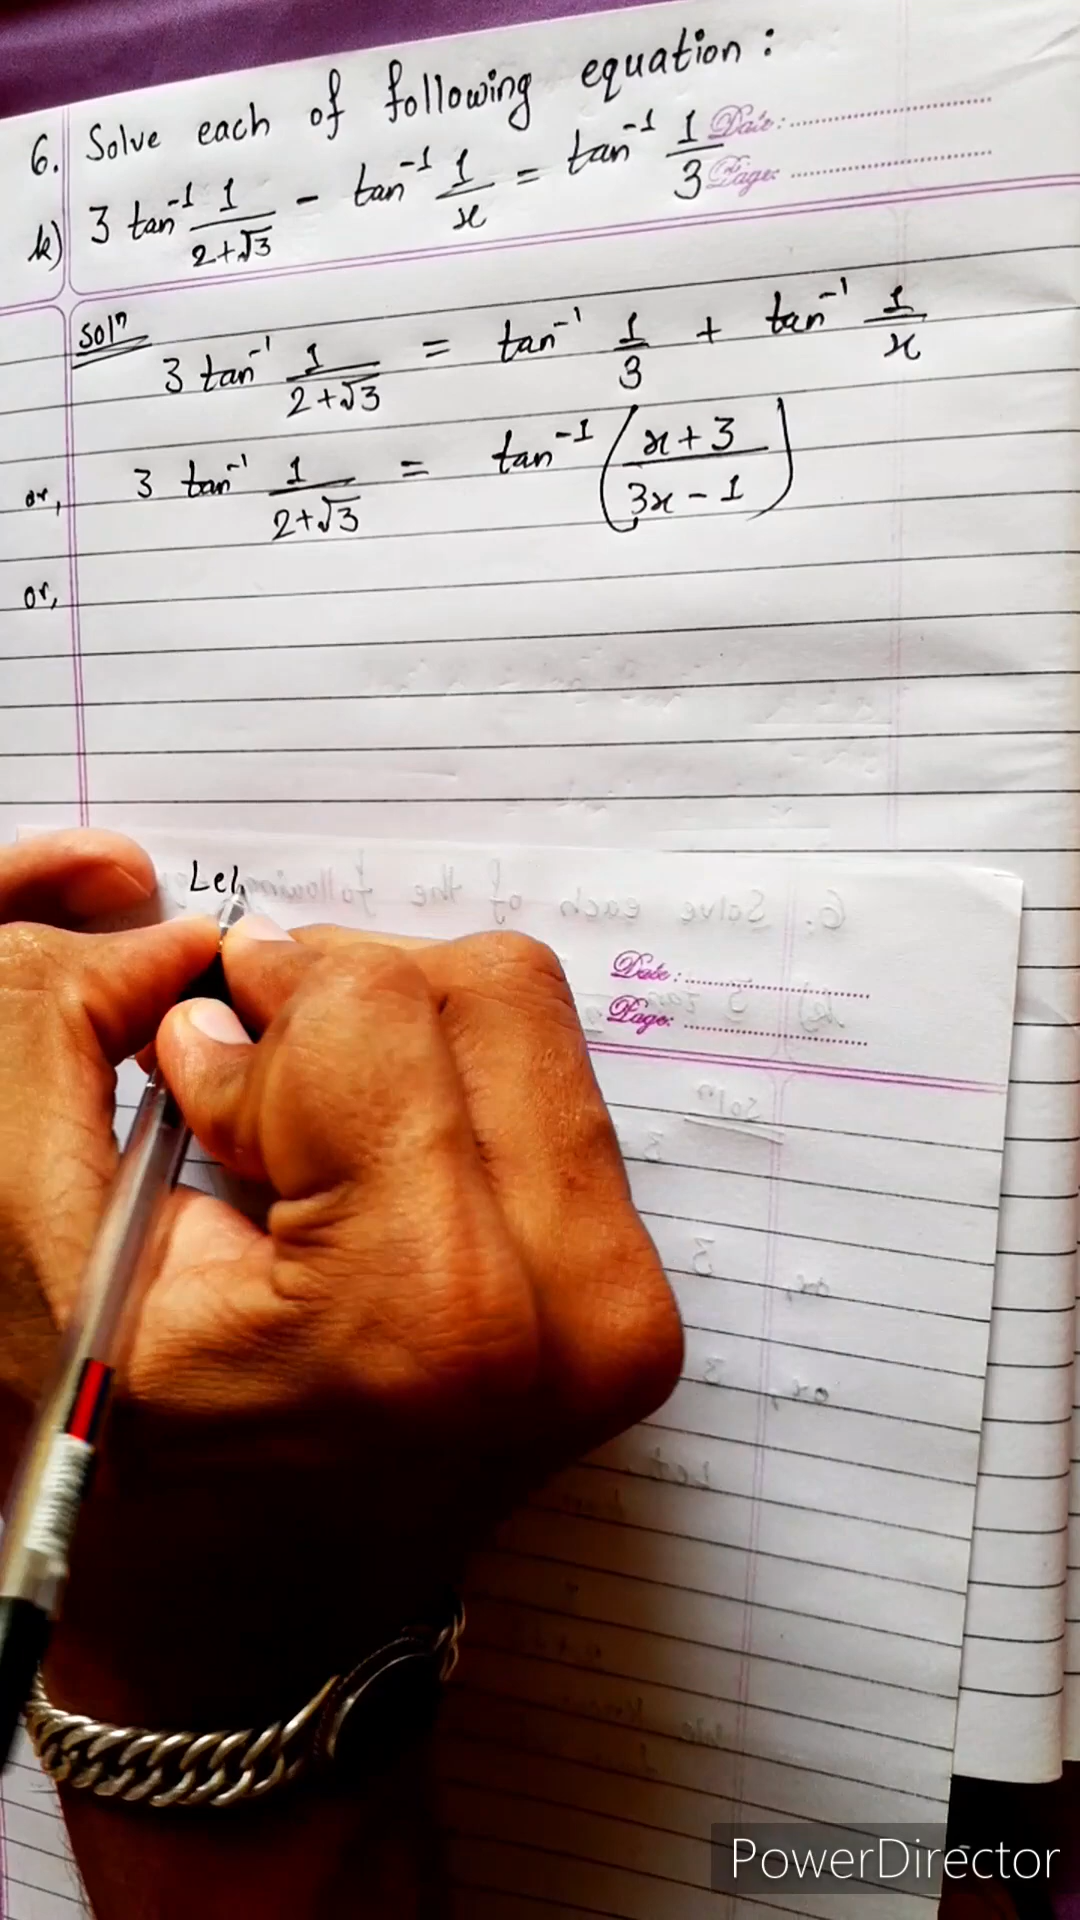 6. Solve each of following equation :
Date:
Page:
k) 3 tan⁻¹ 1/(2+√3) - tan⁻¹ 1/x = tan⁻¹ 1/3
Solⁿ
3 tan⁻¹ 1/(2+√3) = tan⁻¹ 1/3 + tan⁻¹ 1/x
or, 3 tan⁻¹ 1/(2+√3) = tan⁻¹ ((x+3)/(3x-1))
or,
Let
Date:
Page:
PowerDirector